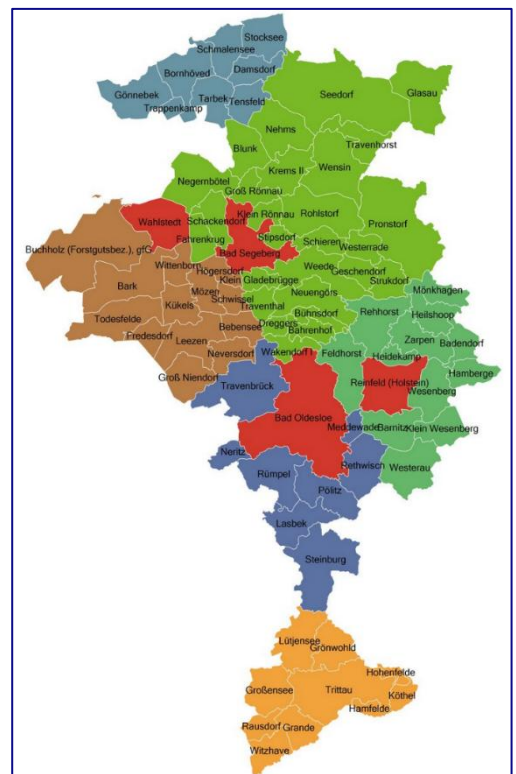 Stocksee
Schmalensee
Damsdorf
Bornhöved
Gönnebek
Tarbek
Tensfeld
Trappenkamp
Seedorf
Glasau
Nehms
Travenhorst
Blunk
Krems II
Wensin
Negernbötel
Groß Rönnau
Wahlstedt
Schackendorf
Klein Rönnau
Rohlstorf
Pronstorf
Fahrenkrug
Stipsdorf
Schieren
Westerrade
Buchholz (Forstgutsbez.), gfG
Bad Segeberg
Wittenborn
Högersdorf
Weede
Geschendorf
Strukdorf
Bark
Mözen
Klein Gladebrügge
Neuengörs
Mönkhagen
Kükels
Schwissel
Traventhal
Rehhorst
Heilshoop
Todesfelde
Bühnsdorf
Bebensee
Dreggers
Bahrenhof
Zarpen
Badendorf
Fredesdorf
Leezen
Neversdorf
Wakendorf I
Feldhorst
Heidekamp
Hamberge
Groß Niendorf
Travenbrück
Reinfeld (Holstein)
Wesenberg
Bad Oldesloe
Meddewade
Barnitz
Klein Wesenberg
Neritz
Rethwisch
Westerau
Rümpel
Pölitz
Lasbek
Steinburg
Lütjensee
Grönwohld
Hohenfelde
Großensee
Trittau
Köthel
Hamfelde
Rausdorf
Grande
Witzhave